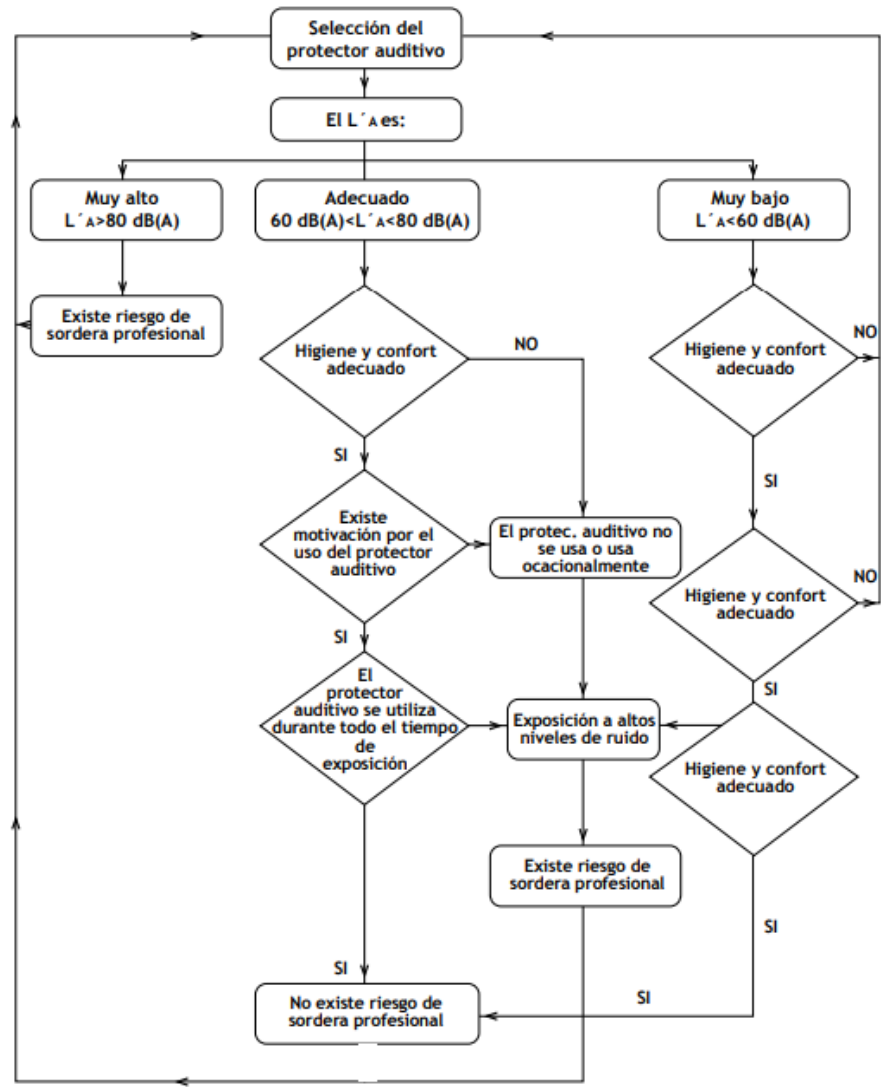 Selección del
protector auditivo
El L´A es:
Muy alto
L´A>80 dB(A)
Adecuado
60 dB(A)<L´A<80 dB(A)
Muy bajo
L´A<60 dB(A)
Existe riesgo de
sordera profesional
Higiene y confort
adecuado
NO
Higiene y confort
adecuado
NO
SI
SI
Existe
motivación por el
uso del protector
auditivo
El protec. auditivo no
se usa o usa
ocacionalmente
Higiene y confort
adecuado
NO
SI
SI
El
protector
auditivo se utiliza
durante todo el tiempo
de
exposición
Exposición a altos
niveles de ruido
Higiene y confort
adecuado
Existe riesgo de
sordera profesional
SI
SI
No existe riesgo de
sordera profesional
SI